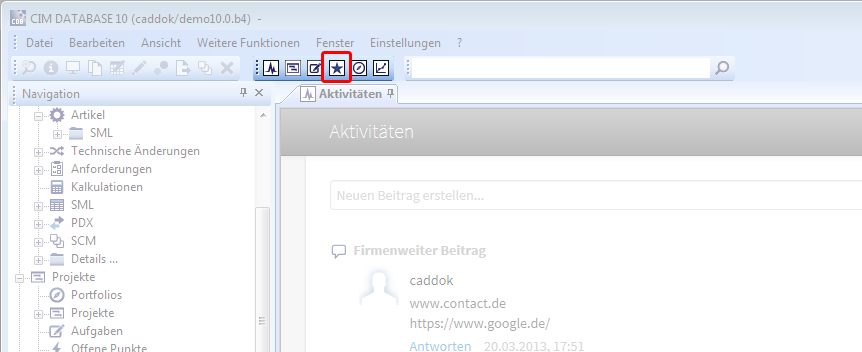 CDB CIM DATABASE 10 (caddok/demo10.0.b4) -
Datei Bearbeiten Ansicht Weitere Funktionen Fenster Einstellungen ?
Navigation
Aktivitäten
Artikel
SML
Technische Änderungen
Anforderungen
Kalkulationen
SML
PDX
SCM
Details ...
Projekte
Portfolios
Projekte
Aufgaben
Offene Punkte
Aktivitäten
Neuen Beitrag erstellen...
Firmenweiter Beitrag
caddok
www.contact.de
https://www.google.de/
Antworten 20.03.2013, 17:51